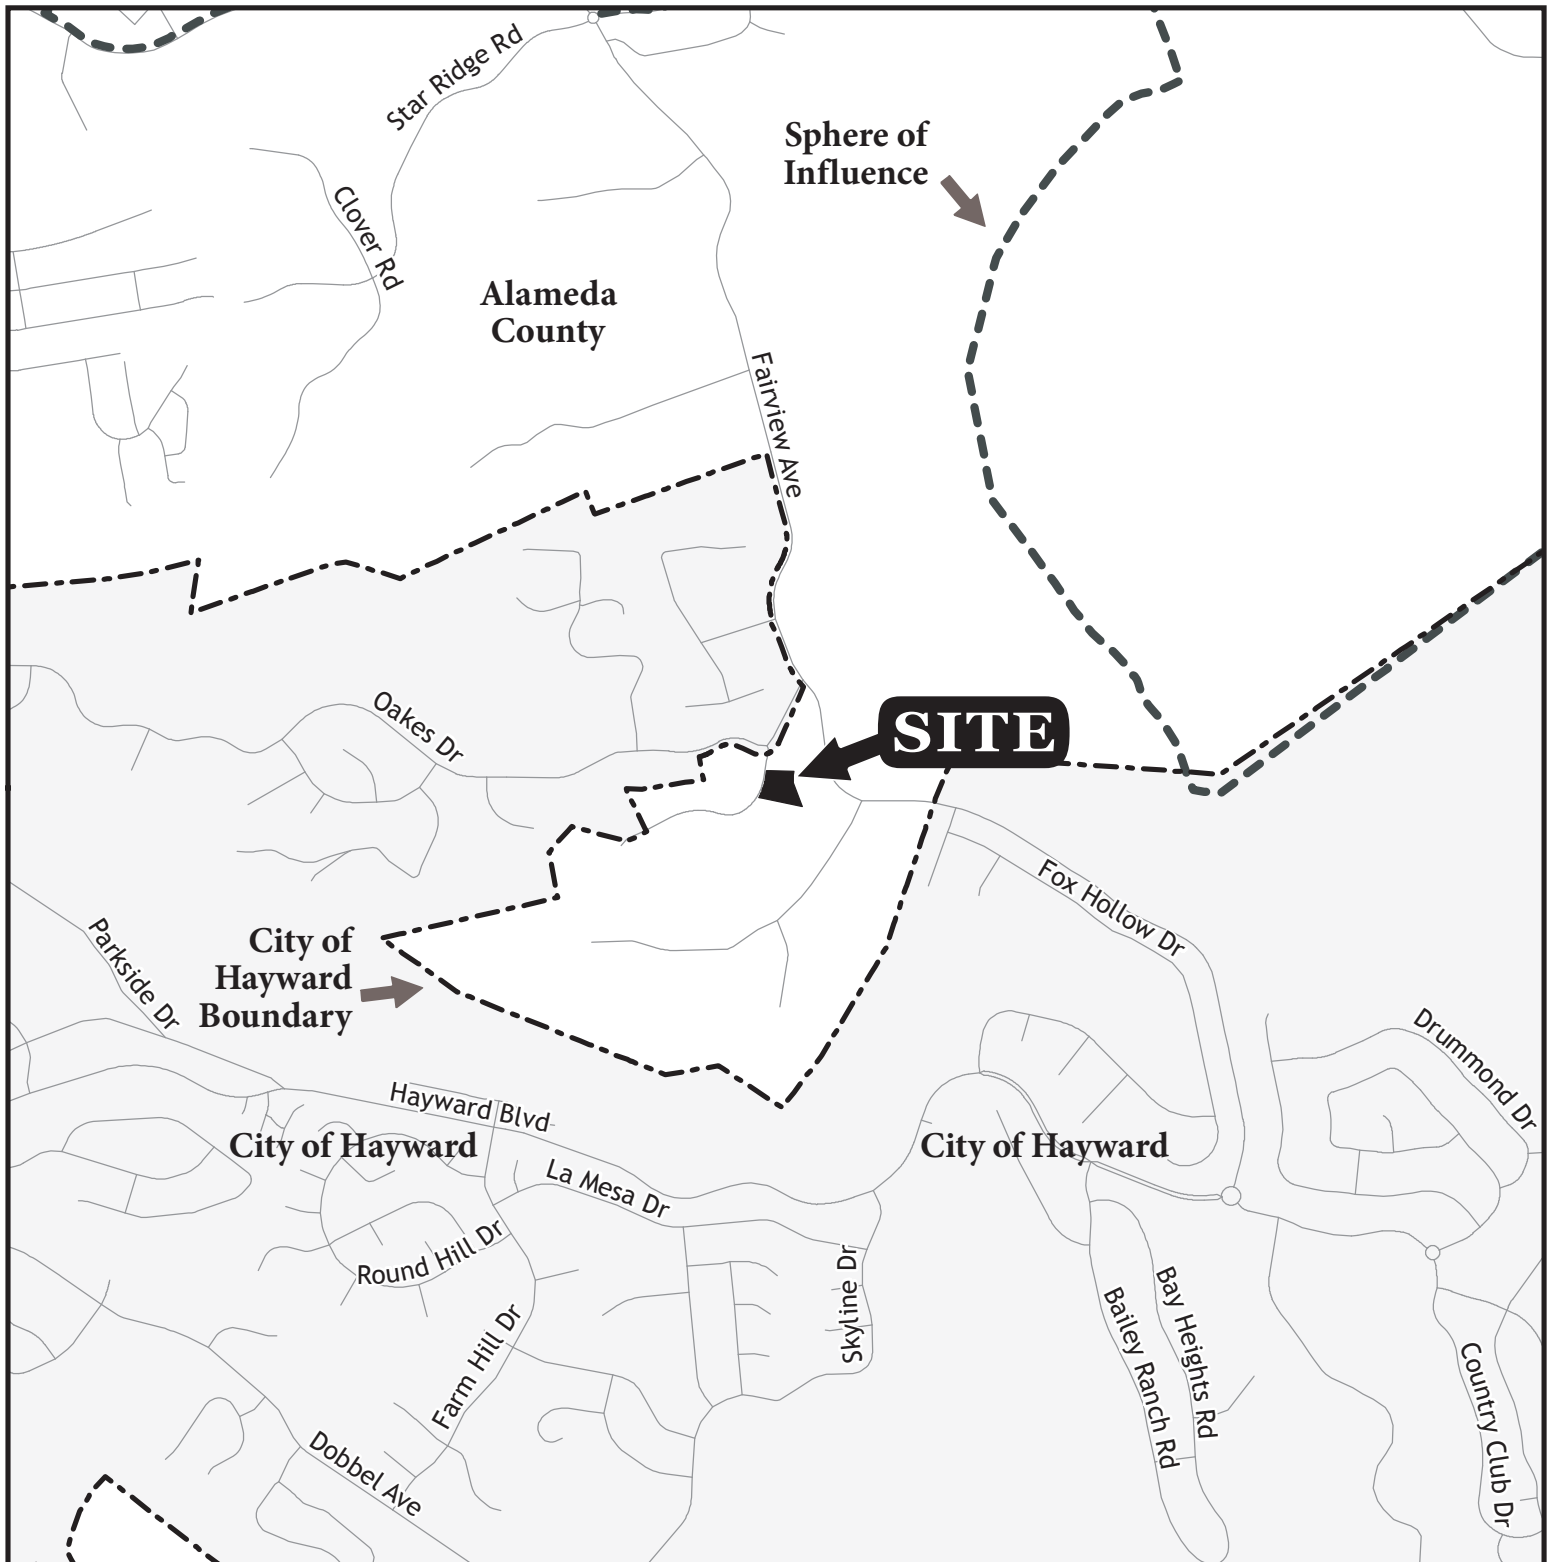 Star Ridge Rd
Sphere of
Influence
Clover Rd
Alameda
County
Fairview Ave
Oakes Dr
SITE
Fox Hollow Dr
Parkside Dr
City of
Hayward
Boundary
Drummond Dr
Hayward Blvd
City of Hayward
City of Hayward
La Mesa Dr
Round Hill Dr
Skyline Dr
Bay Heights Rd
Bailey Ranch Rd
Farm Hill Dr
Country Club Dr
Dobbel Ave